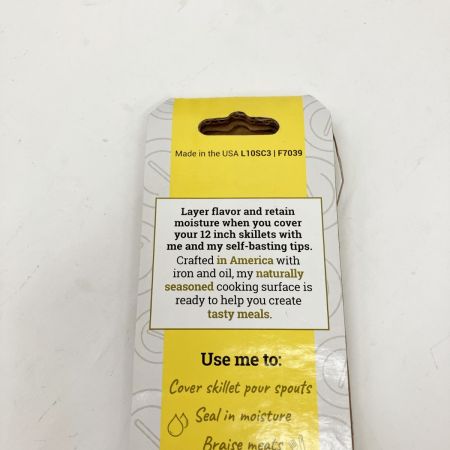 Made in the USA L10SC3 | F7039
Layer flavor and retain
moisture when you cover
your 12 inch skillets with
me and my self-basting tips.
Crafted in America with
iron and oil, my naturally
seasoned cooking surface is
ready to help you create
tasty meals.
Use me to:
Cover skillet pour spouts
Seal in moisture
Braise meats